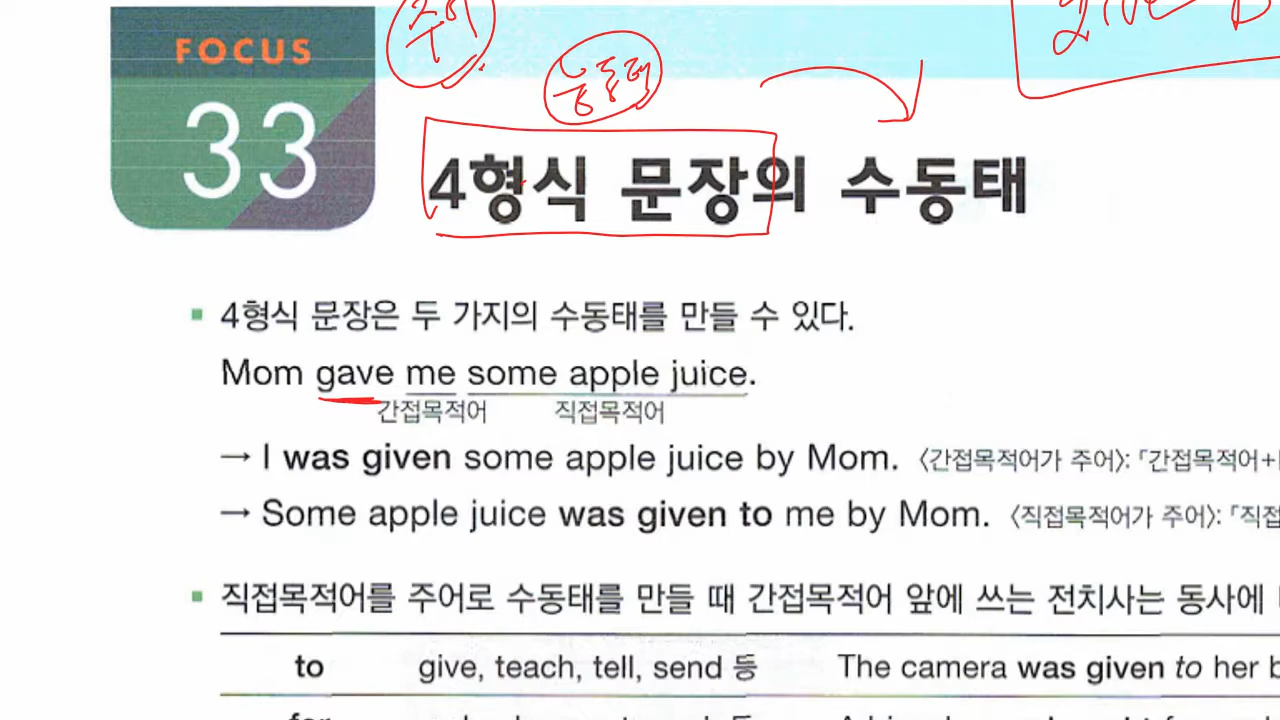 주어
give
능동태
FOCUS
33
4형식 문장의 수동태
4형식 문장은 두 가지의 수동태를 만들 수 있다.
Mom gave me some apple juice.
간접목적어 직접목적어
→ I was given some apple juice by Mom. 〈간접목적어가 주어〉: 「간접목적어+
→ Some apple juice was given to me by Mom. 〈직접목적어가 주어〉: 「직접
직접목적어를 주어로 수동태를 만들 때 간접목적어 앞에 쓰는 전치사는 동사에
to give, teach, tell, send 등 The camera was given to her